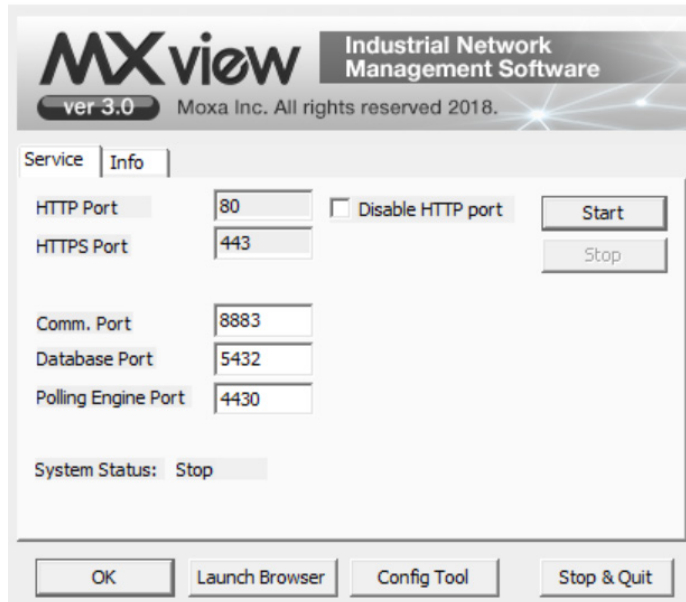 MXview
Industrial Network
Management Software
ver 3.0
Moxa Inc. All rights reserved 2018.
Service Info
HTTP Port 80 Disable HTTP port Start
HTTPS Port 443 Stop
Comm. Port 8883
Database Port 5432
Polling Engine Port 4430
System Status: Stop
OK Launch Browser Config Tool Stop & Quit